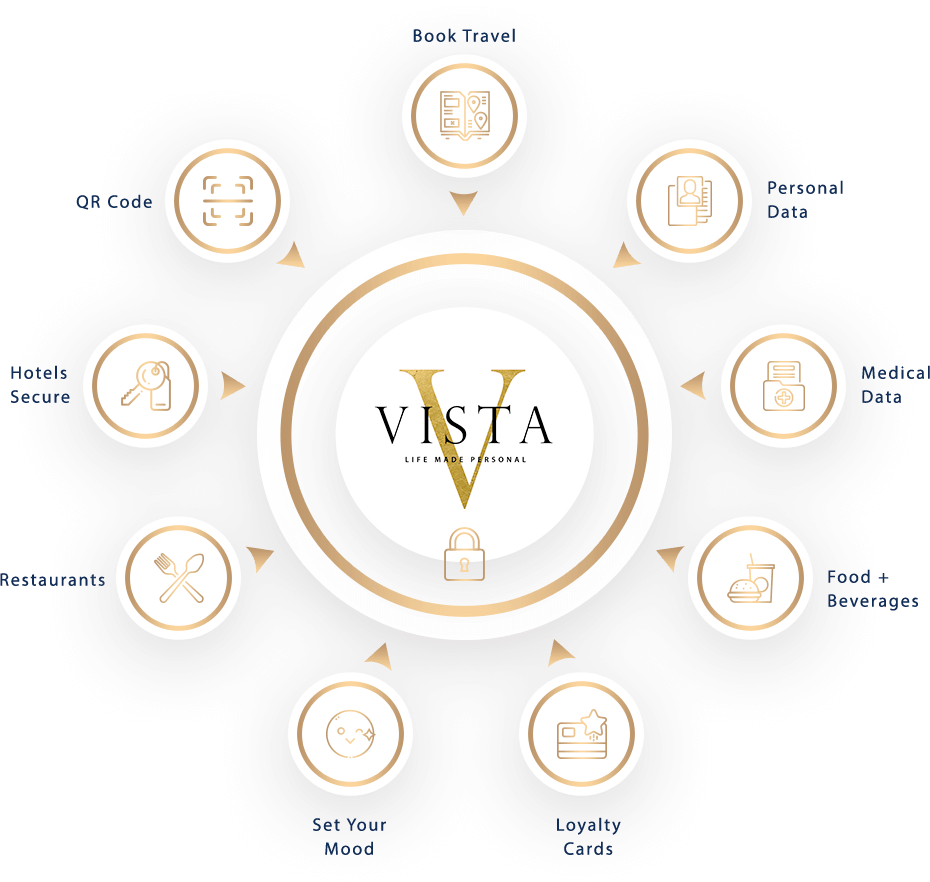 Book Travel
QR Code
Personal
Data
Hotels
Secure
Medical
Data
VISTA
LIFE MADE PERSONAL
Restaurants
Food +
Beverages
Set Your
Mood
Loyalty
Cards